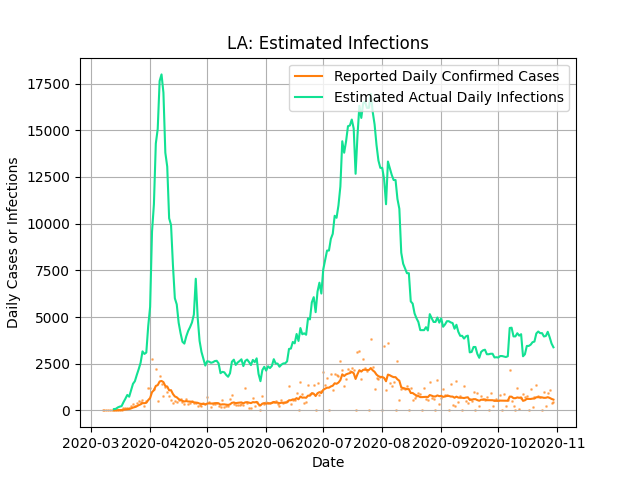 LA: Estimated Infections
Reported Daily Confirmed Cases
Estimated Actual Daily Infections
Daily Cases or Infections
17500
15000
12500
10000
7500
5000
2500
0
2020-03 2020-04 2020-05 2020-06 2020-07 2020-08 2020-09 2020-10 2020-11
Date